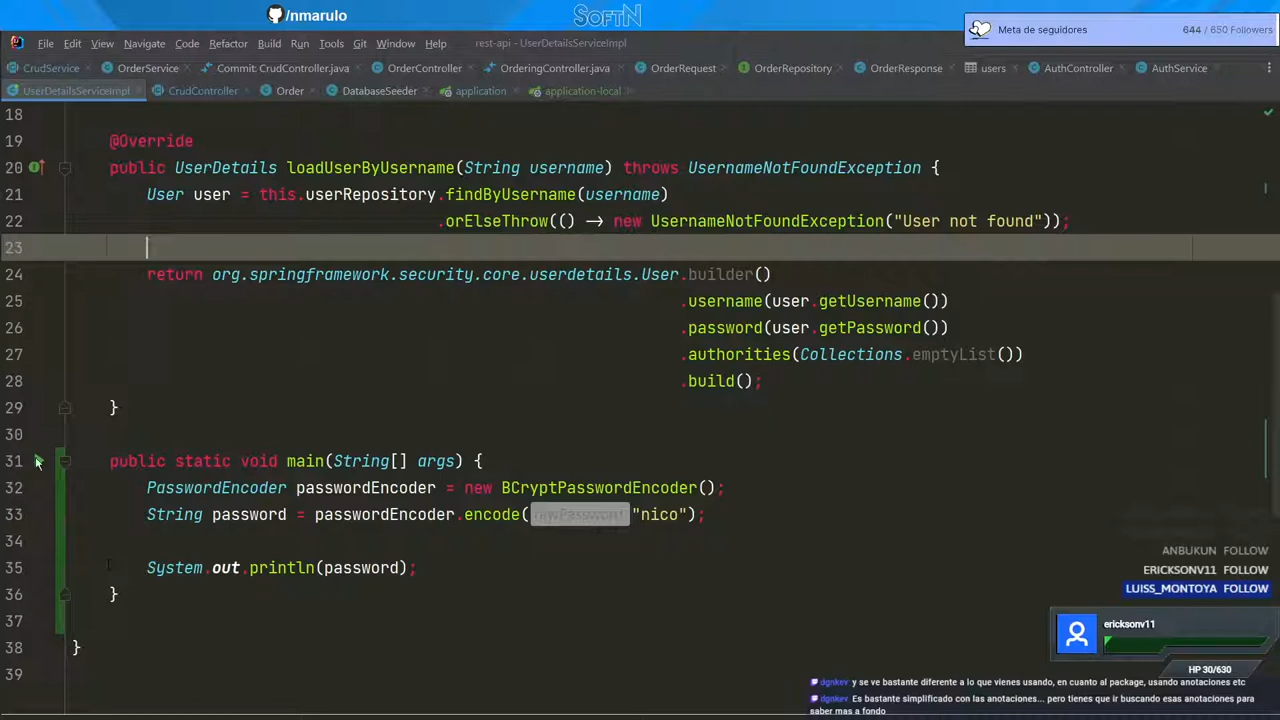 /nmarulo
SOFTN
Meta de seguidores
644 / 650 Followers
File Edit View Navigate Code Refactor Build Run Tools Git Window Help
rest-api - UserDetailsServiceImpl
CrudService OrderService Commit: CrudController.java OrderController OrderingController.java OrderRequest OrderRepository OrderResponse users AuthController AuthService
UserDetailsServiceImpl CrudController Order DatabaseSeeder application application-local
18
19 @Override
20 public UserDetails loadUserByUsername(String username) throws UsernameNotFoundException {
21 User user = this.userRepository.findByUsername(username)
22 .orElseThrow(() -> new UsernameNotFoundException("User not found"));
23
24 return org.springframework.security.core.userdetails.User.builder()
25 .username(user.getUsername())
26 .password(user.getPassword())
27 .authorities(Collections.emptyList())
28 .build();
29 }
30
31 public static void main(String[] args) {
32 PasswordEncoder passwordEncoder = new BCryptPasswordEncoder();
33 String password = passwordEncoder.encode( "nico");
34
35 System.out.println(password);
36 }
37
38 }
39
ANBUKUN FOLLOW
ERICKSONV11 FOLLOW
LUISS_MONTOYA FOLLOW
ericksonv11
HP 30/630
dgnkev y se ve bastante diferente a lo que vienes usando, en cuanto al package, usando anotaciones etc
dgnkev Es bastante simplificado con las anotaciones... pero tienes que ir buscando esas anotaciones para
saber mas a fondo